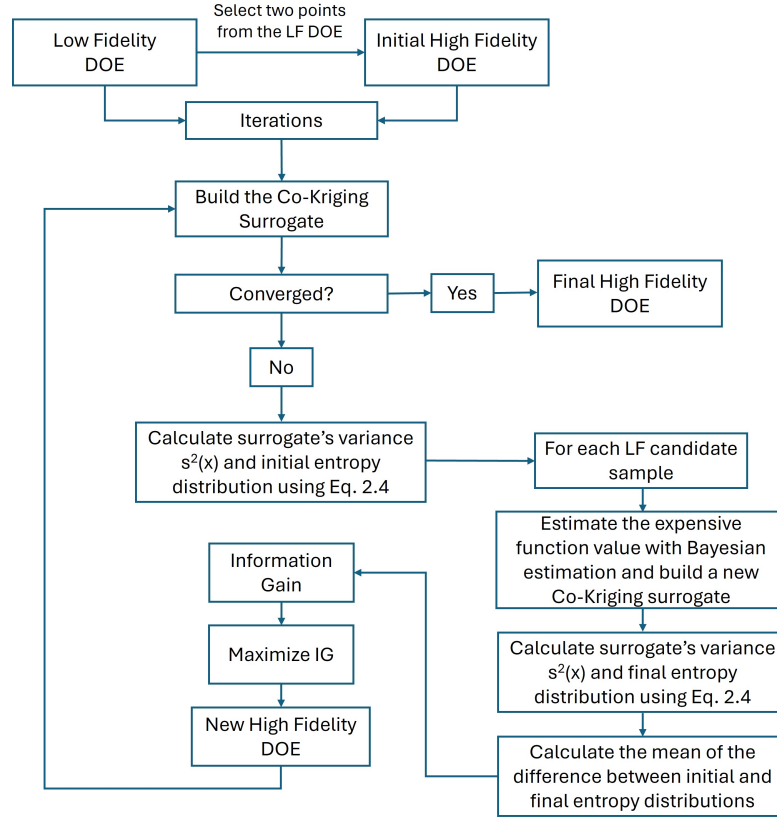 Select two points
from the LF DOE
Low Fidelity
DOE
Initial High Fidelity
DOE
Iterations
Build the Co-Kriging
Surrogate
Converged?
Yes
Final High Fidelity
DOE
No
Calculate surrogate's variance
s²(x) and initial entropy
distribution using Eq. 2.4
For each LF candidate
sample
Estimate the expensive
function value with Bayesian
estimation and build a new
Co-Kriging surrogate
Calculate surrogate's variance
s²(x) and final entropy
distribution using Eq. 2.4
Calculate the mean of the
difference between initial and
final entropy distributions
Information
Gain
Maximize IG
New High Fidelity
DOE